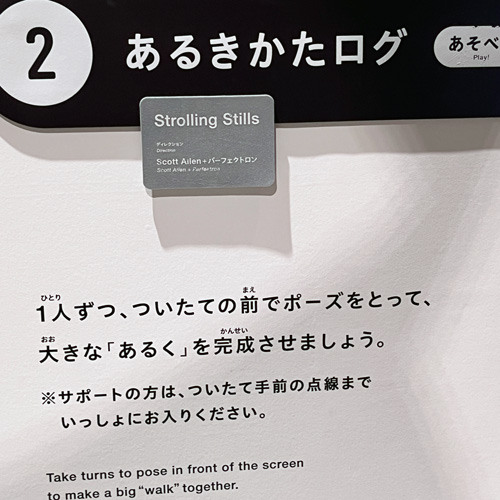 2 あるきかたログ
あそべ
Play!
Strolling Stills
ディレクション
Direction
Scott Allen+パーフェクトロン
Scott Allen + Perfektron
1人ずつ、ついたての前でポーズをとって、
大きな「あるく」を完成させましょう。
※サポートの方は、ついたて手前の点線まで
いっしょにお入りください。
Take turns to pose in front of the screen
to make a big “walk” together.